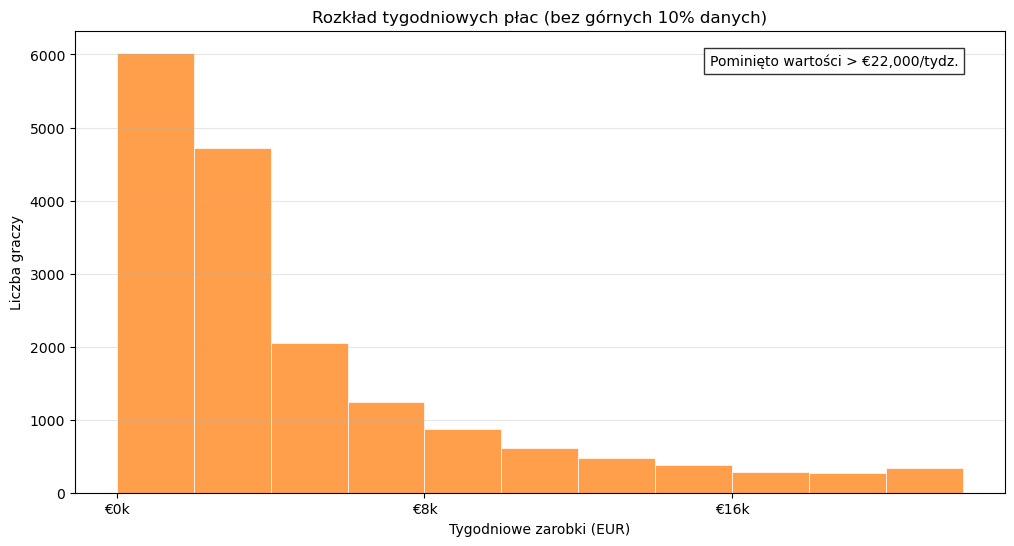 Rozkład tygodniowych płac (bez górnych 10% danych)
Pominięto wartości > €22,000/tydz.
Liczba graczy
6000
5000
4000
3000
2000
1000
0
€0k €8k €16k
Tygodniowe zarobki (EUR)